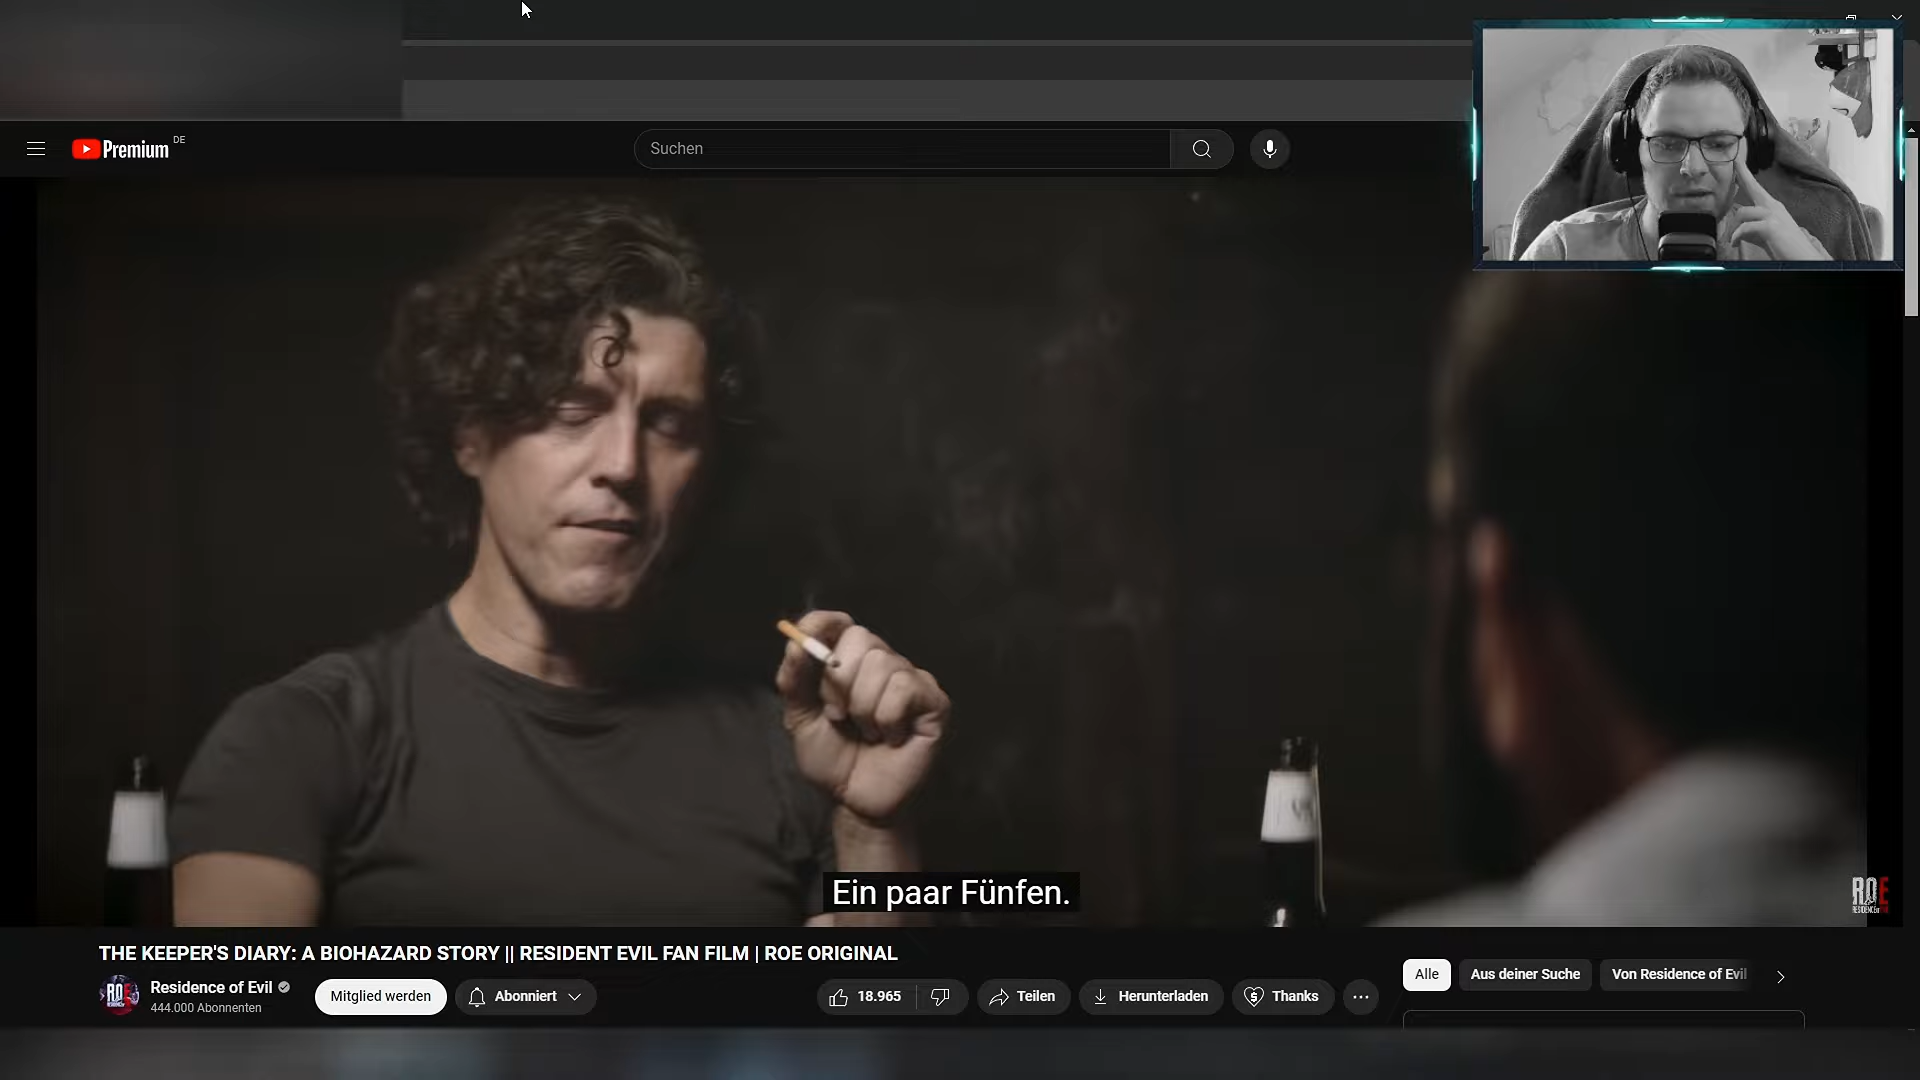 Premium DE
Suchen
Ein paar Fünfen.
ROE
THE KEEPER'S DIARY: A BIOHAZARD STORY || RESIDENT EVIL FAN FILM | ROE ORIGINAL
ROE
Residence of Evil
444.000 Abonnenten
Mitglied werden
Abonniert
18.965
Teilen
Herunterladen
Thanks
Alle
Aus deiner Suche
Von Residence of Evil